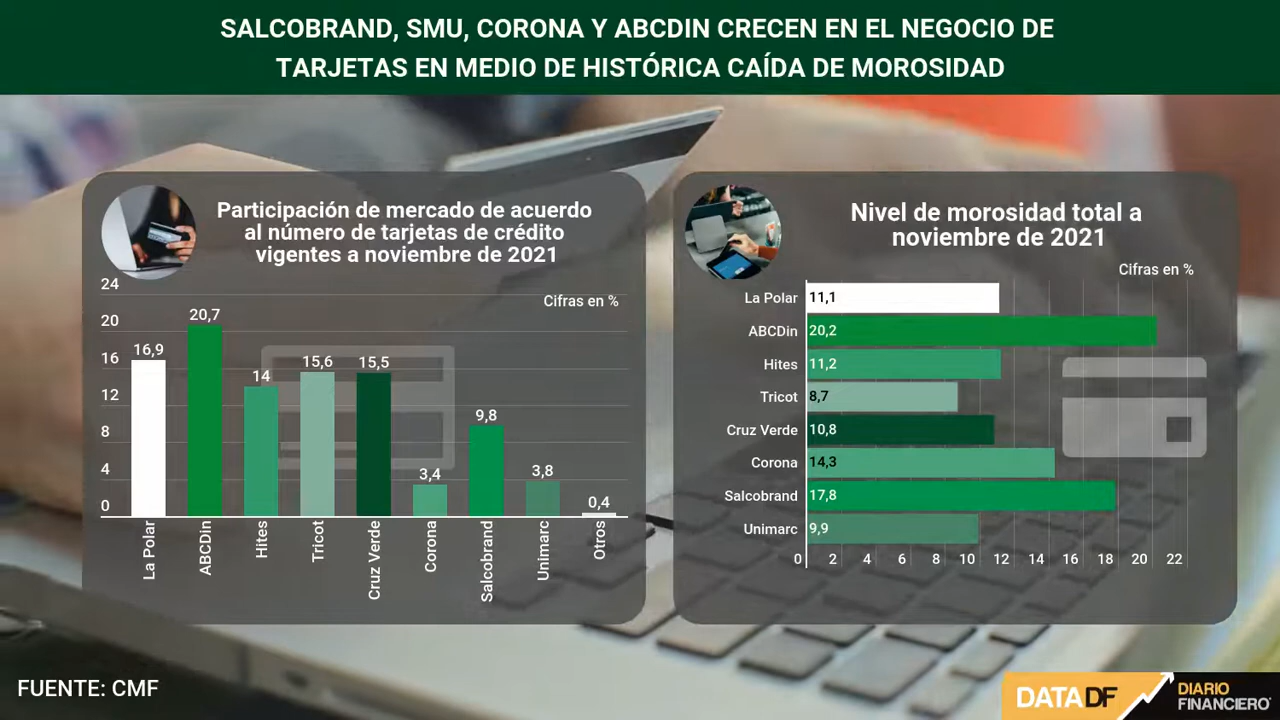 SALCOBRAND, SMU, CORONA Y ABCDIN CRECEN EN EL NEGOCIO DE
TARJETAS EN MEDIO DE HISTÓRICA CAÍDA DE MOROSIDAD
Participación de mercado de acuerdo
al número de tarjetas de crédito
vigentes a noviembre de 2021
Cifras en %
24
20
16
12
8
4
0
16,9
20,7
14
15,6
15,5
3,4
9,8
3,8
0,4
La Polar
ABCDin
Hites
Tricot
Cruz Verde
Corona
Salcobrand
Unimarc
Otros
Nivel de morosidad total a
noviembre de 2021
Cifras en %
La Polar 11,1
ABCDin 20,2
Hites 11,2
Tricot 8,7
Cruz Verde 10,8
Corona 14,3
Salcobrand 17,8
Unimarc 9,9
0 2 4 6 8 10 12 14 16 18 20 22
FUENTE: CMF
DATA DF
DIARIO
FINANCIERO